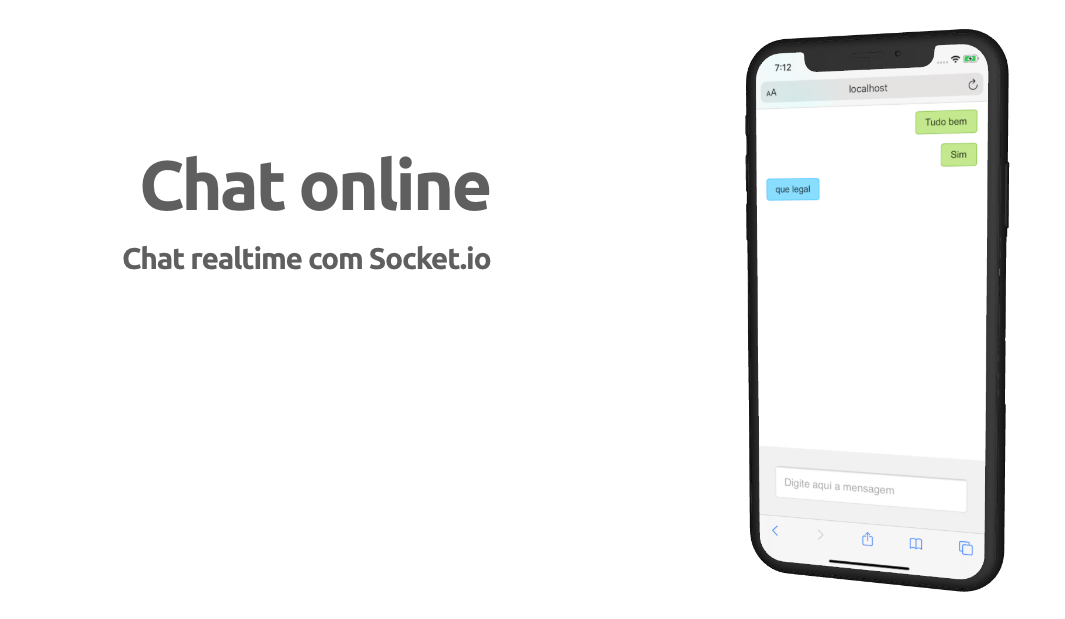 Chat online
Chat realtime com Socket.io
7:12
AA
localhost
Tudo bem
Sim
que legal
Digite aqui a mensagem